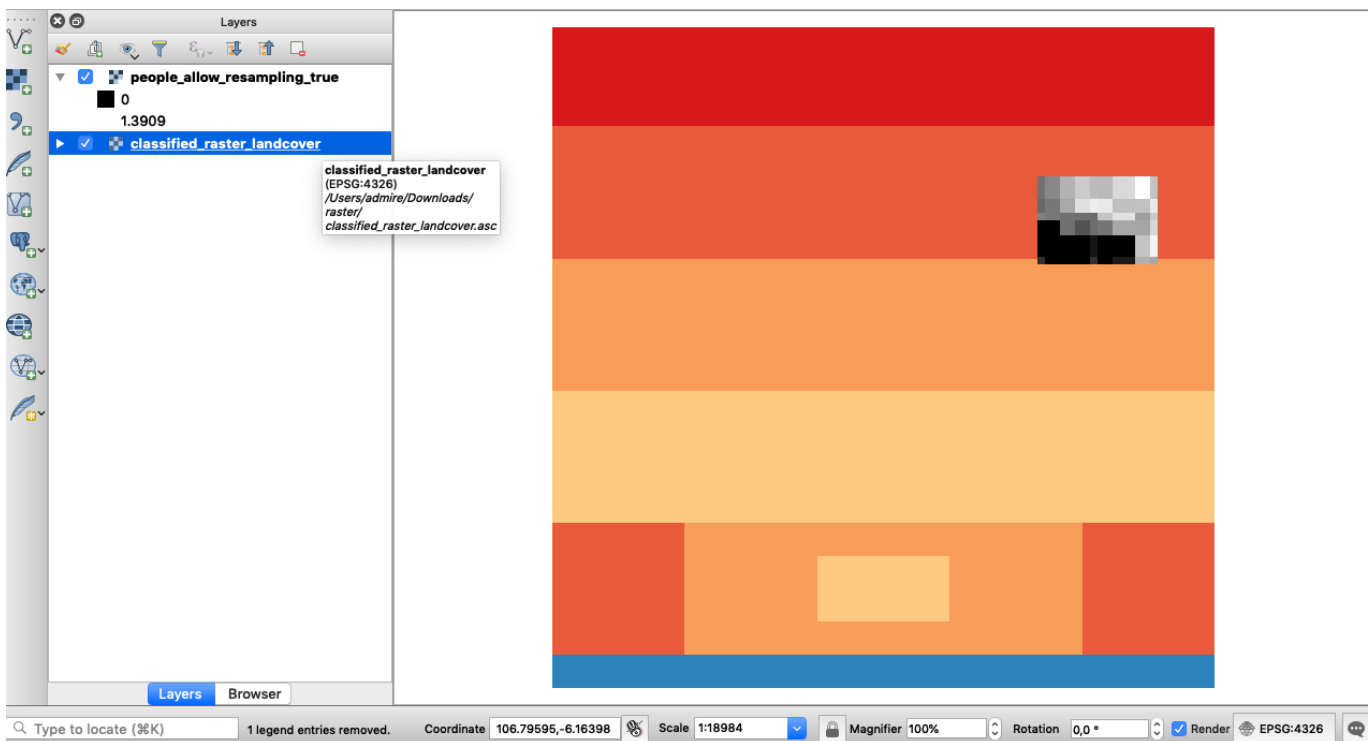 Layers
people_allow_resampling_true
0
1.3909
classified_raster_landcover
classified_raster_landcover
(EPSG:4326)
/Users/admire/Downloads/
raster/
classified_raster_landcover.asc
Layers Browser
Type to locate (⌘K) 1 legend entries removed. Coordinate 106.79595,-6.16398 Scale 1:18984 Magnifier 100% Rotation 0,0 ° Render EPSG:4326